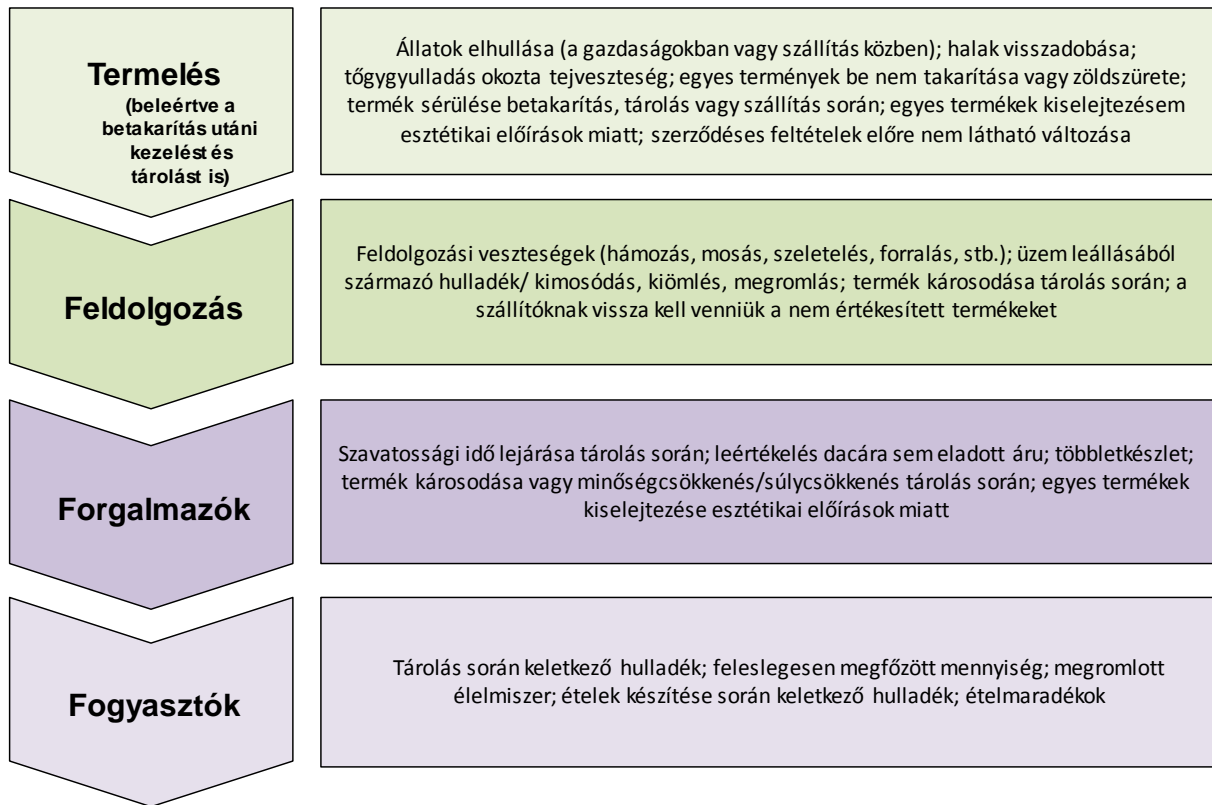 Termelés
(beleértve a
betakarítás utáni
kezelést és
tárolást is)
Állatok elhullása (a gazdaságokban vagy szállítás közben); halak visszadobása;
tőgygyulladás okozta tejveszteség; egyes termények be nem takarítása vagy zöldszürete;
termék sérülése betakarítás, tárolás vagy szállítás során; egyes termékek kiselejtezésem
esztétikai előírások miatt; szerződéses feltételek előre nem látható változása
Feldolgozás
Feldolgozási veszteségek (hámozás, mosás, szeletelés, forralás, stb.); üzem leállásából
származó hulladék/ kimosódás, kiömlés, megromlás; termék károsodása tárolás során; a
szállítóknak vissza kell venniük a nem értékesített termékeket
Forgalmazók
Szavatossági idő lejárása tárolás során; leértékelés dacára sem eladott áru; többletkészlet;
termék károsodása vagy minőségcsökkenés/súlycsökkenés tárolás során; egyes termékek
kiselejtezése esztétikai előírások miatt
Fogyasztók
Tárolás során keletkező hulladék; feleslegesen megfőzött mennyiség; megromlott
élelmiszer; ételek készítése során keletkező hulladék; ételmaradékok